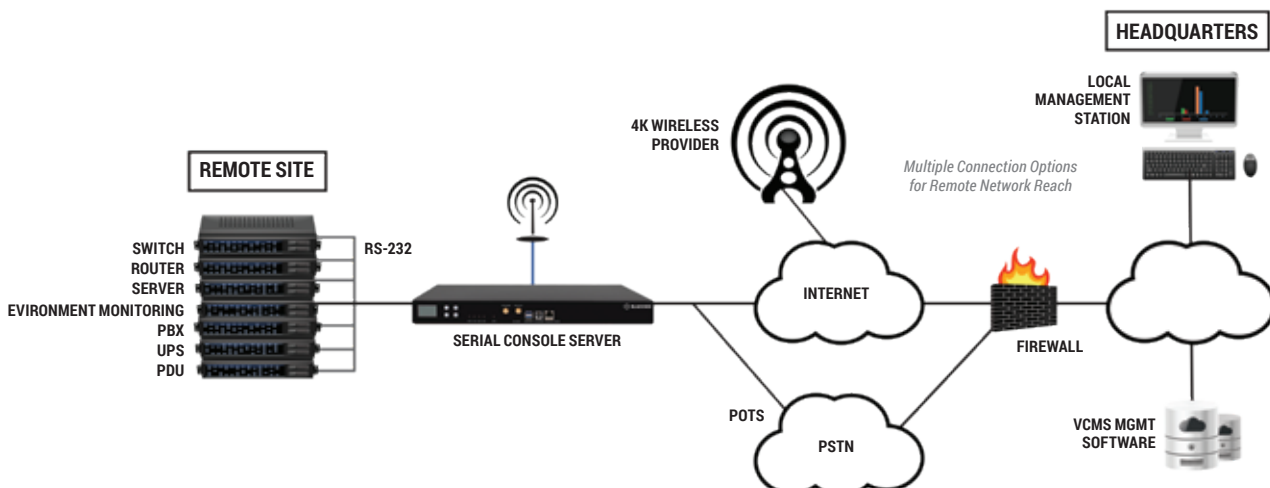 HEADQUARTERS
LOCAL
MANAGEMENT
STATION
4K WIRELESS
PROVIDER
Multiple Connection Options
for Remote Network Reach
REMOTE SITE
SWITCH
ROUTER
SERVER
EVIRONMENT MONITORING
PBX
UPS
PDU
RS-232
SERIAL CONSOLE SERVER
INTERNET
FIREWALL
POTS
PSTN
VCMS MGMT
SOFTWARE